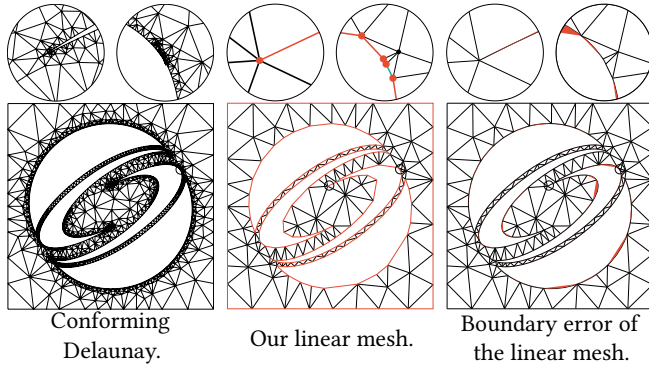 Conforming
Delaunay.
Our linear mesh.
Boundary error of
the linear mesh.